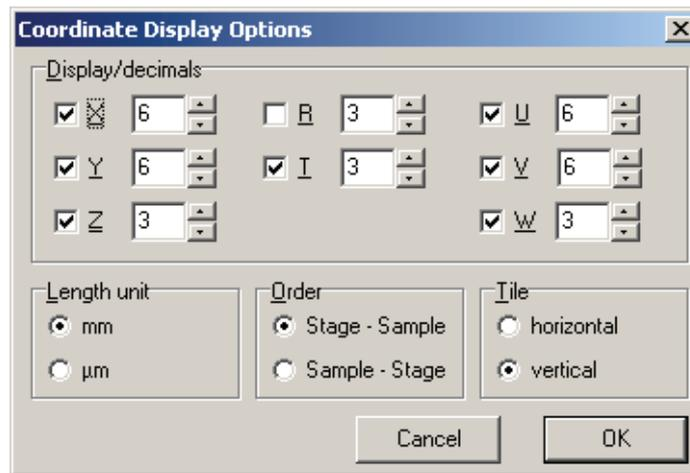 Coordinate Display Options
Display/decimals
X 6 R 3 U 6
Y 6 T 3 V 6
Z 3 W 3
Length unit Order Tile
mm Stage - Sample horizontal
µm Sample - Stage vertical
Cancel OK